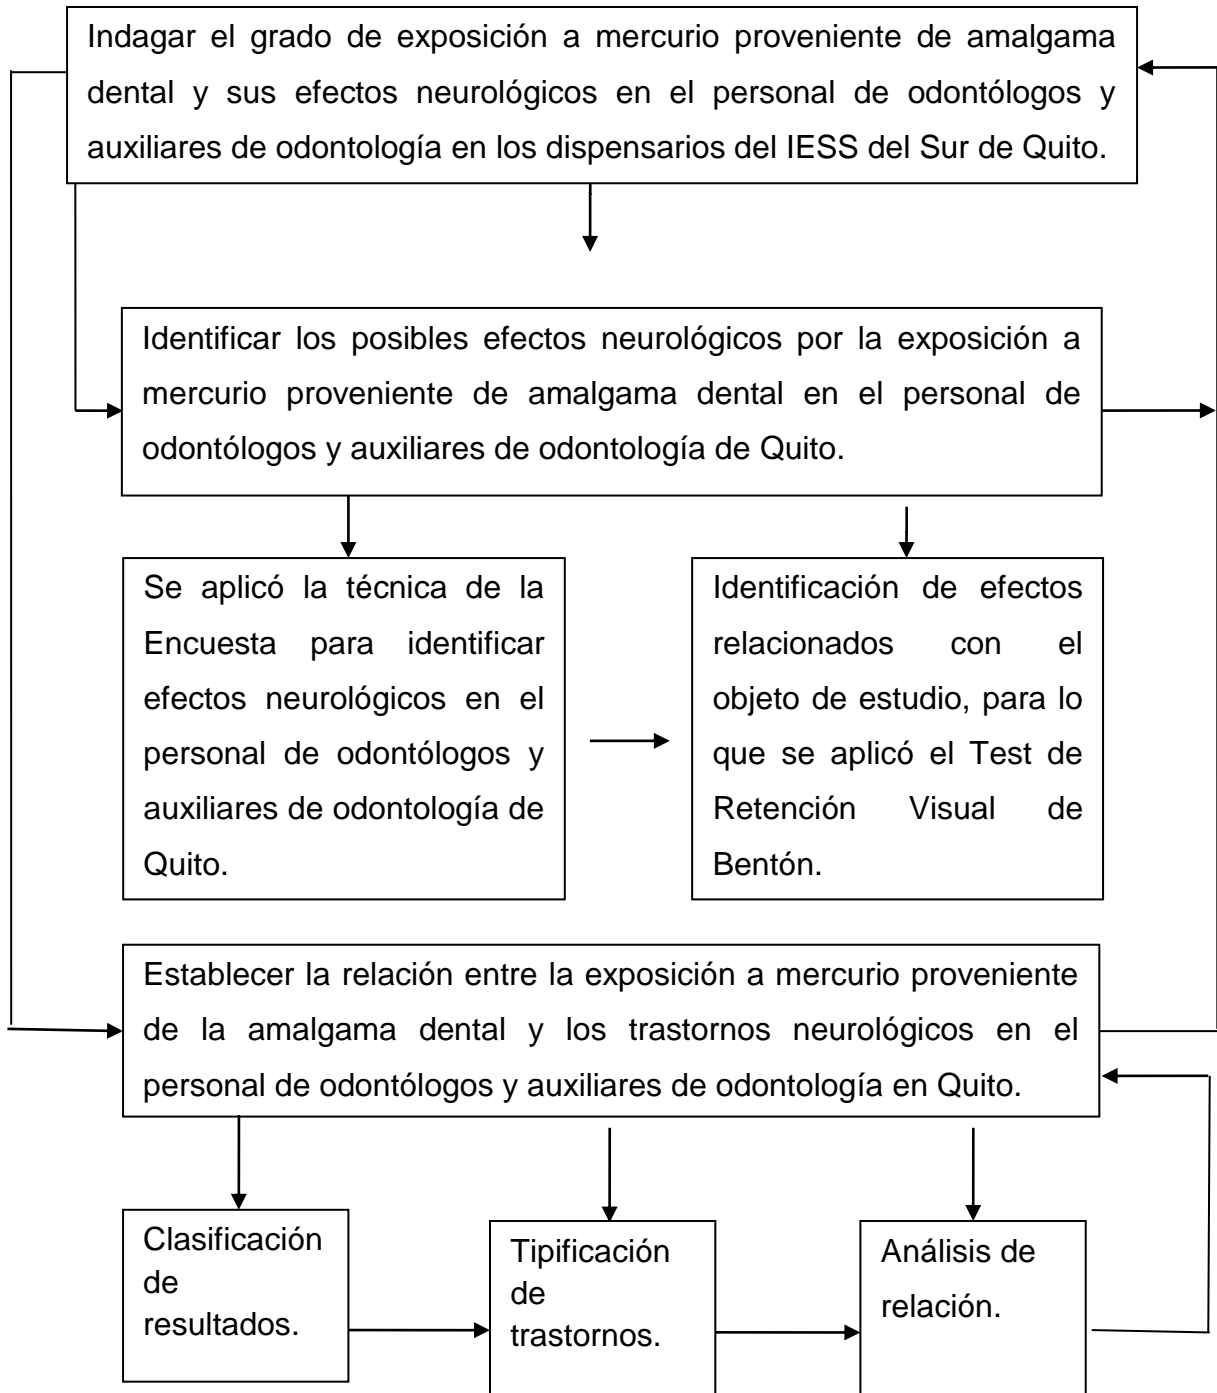 Indagar el grado de exposición a mercurio proveniente de amalgama
dental y sus efectos neurológicos en el personal de odontólogos y
auxiliares de odontología en los dispensarios del IESS del Sur de Quito.
Identificar los posibles efectos neurológicos por la exposición a
mercurio proveniente de amalgama dental en el personal de
odontólogos y auxiliares de odontología de Quito.
Se aplicó la técnica de la
Encuesta para identificar
efectos neurológicos en el
personal de odontólogos y
auxiliares de odontología de
Quito.
Identificación de efectos
relacionados con el
objeto de estudio, para lo
que se aplicó el Test de
Retención Visual de
Bentón.
Establecer la relación entre la exposición a mercurio proveniente
de la amalgama dental y los trastornos neurológicos en el
personal de odontólogos y auxiliares de odontología en Quito.
Clasificación
de
resultados.
Tipificación
de
trastornos.
Análisis de
relación.